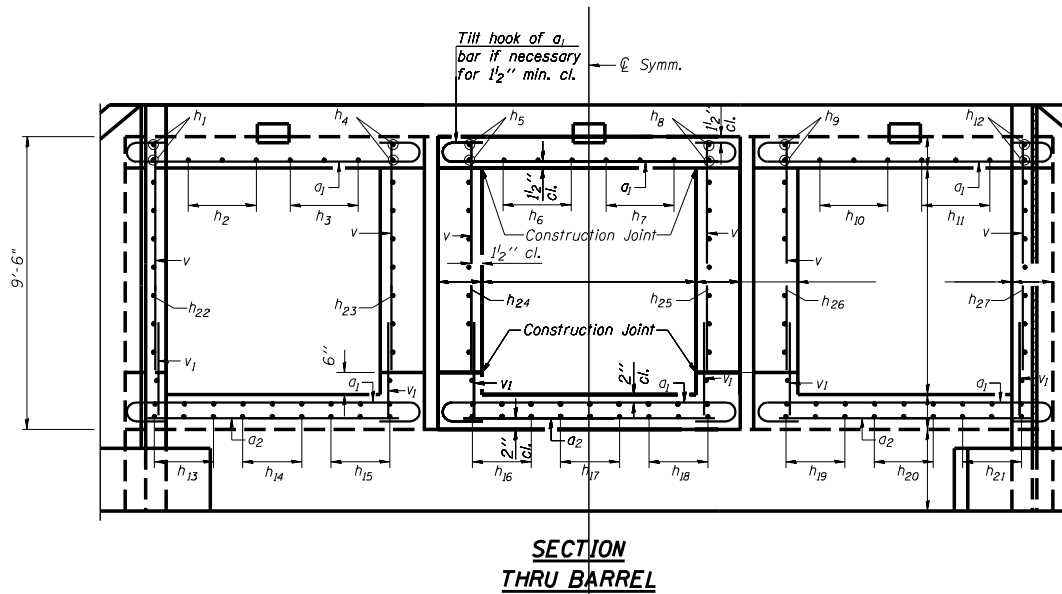 Tilt hook of a1
bar if necessary
for 1½" min. cl.
℄ Symm.
h1
h4
h5
h8
1½"
cl.
h9
h12
a1
a1
a1
h2
h3
1½"
cl.
h6
h7
h10
h11
9'-6"
v
v
v
Construction Joint
v
v
v
1½" cl.
h22
h23
h24
h25
h26
h27
Construction Joint
v1
6"
a1
v1
v1
2"
cl.
a1
v1
v1
a1
v1
a2
a2
a2
2"
cl.
h13
h14
h15
h16
h17
h18
h19
h20
h21
SECTION
THRU BARREL